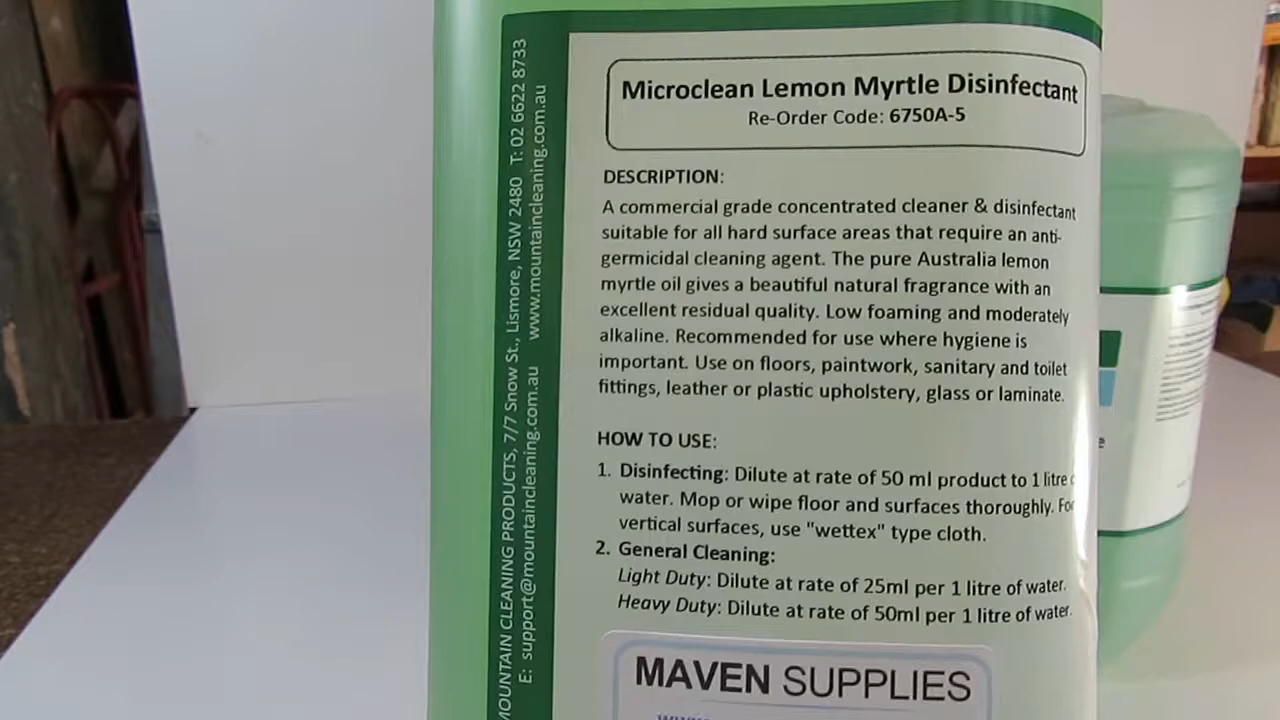 Microclean Lemon Myrtle Disinfectant
Re-Order Code: 6750A-5
DESCRIPTION:
A commercial grade concentrated cleaner & disinfectant
suitable for all hard surface areas that require an anti-
germicidal cleaning agent. The pure Australia lemon
myrtle oil gives a beautiful natural fragrance with an
excellent residual quality. Low foaming and moderately
alkaline. Recommended for use where hygiene is
important. Use on floors, paintwork, sanitary and toilet
fittings, leather or plastic upholstery, glass or laminate.
HOW TO USE:
1. Disinfecting: Dilute at rate of 50 ml product to 1 litre
water. Mop or wipe floor and surfaces thoroughly. For
vertical surfaces, use "wettex" type cloth.
2. General Cleaning:
Light Duty: Dilute at rate of 25ml per 1 litre of water.
Heavy Duty: Dilute at rate of 50ml per 1 litre of water.
MAVEN SUPPLIES
MOUNTAIN CLEANING PRODUCTS, 7/7 Snow St., Lismore, NSW 2480 T: 02 6622 8733
E: support@mountaincleaning.com.au www.mountaincleaning.com.au